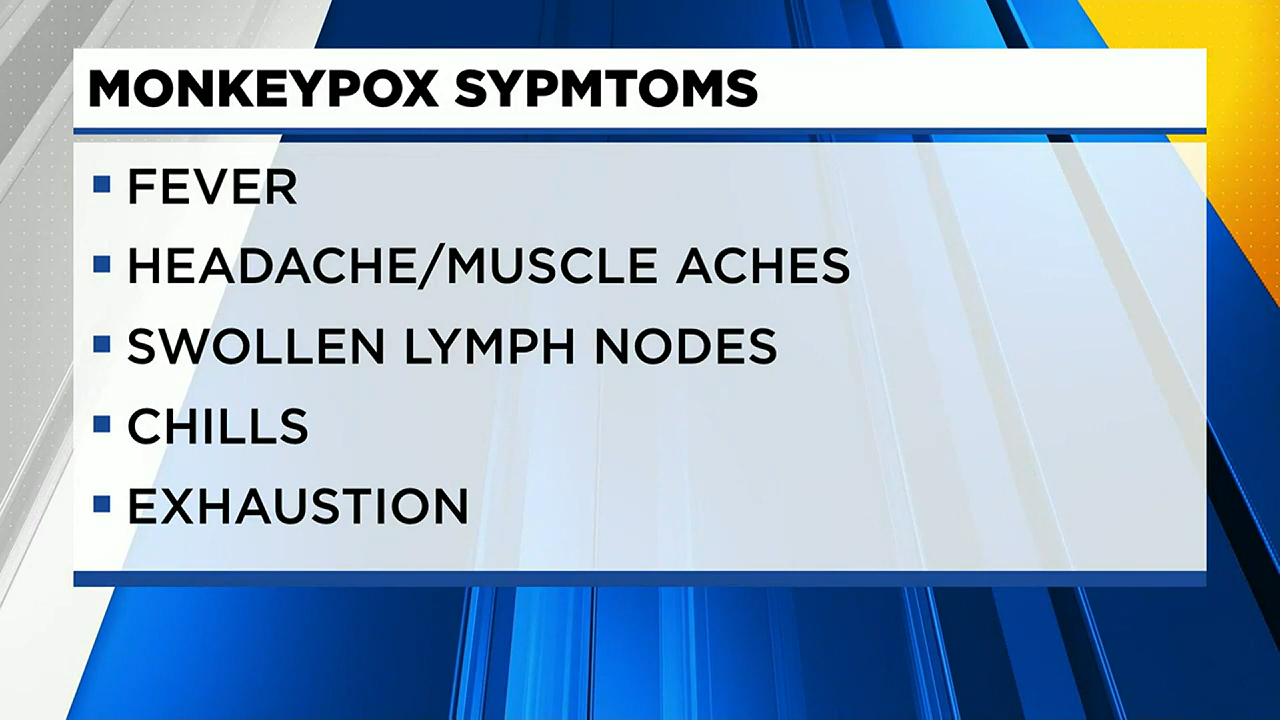 MONKEYPOX SYPMTOMS
FEVER
HEADACHE/MUSCLE ACHES
SWOLLEN LYMPH NODES
CHILLS
EXHAUSTION